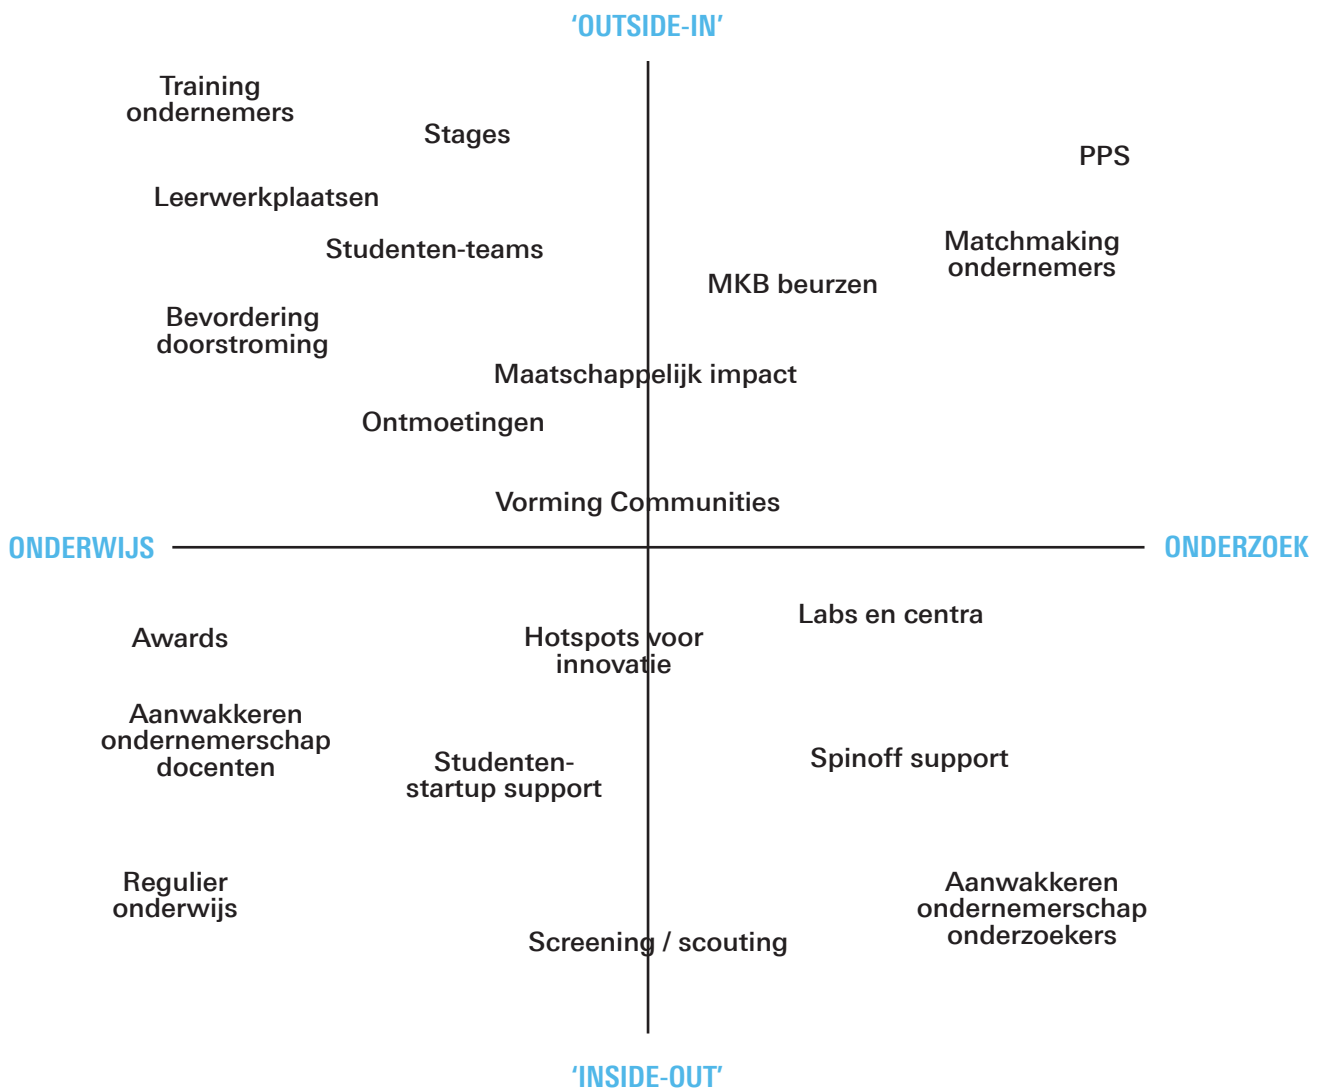 ‘OUTSIDE-IN’
Training
ondernemers
Stages
PPS
Leerwerkplaatsen
Studenten-teams
Matchmaking
ondernemers
MKB beurzen
Bevordering
doorstroming
Maatschappelijk impact
Ontmoetingen
Vorming Communities
ONDERWIJS
ONDERZOEK
Labs en centra
Awards
Hotspots voor
innovatie
Aanwakkeren
ondernemerschap
docenten
Studenten-
startup support
Spinoff support
Regulier
onderwijs
Aanwakkeren
ondernemerschap
onderzoekers
Screening / scouting
‘INSIDE-OUT’